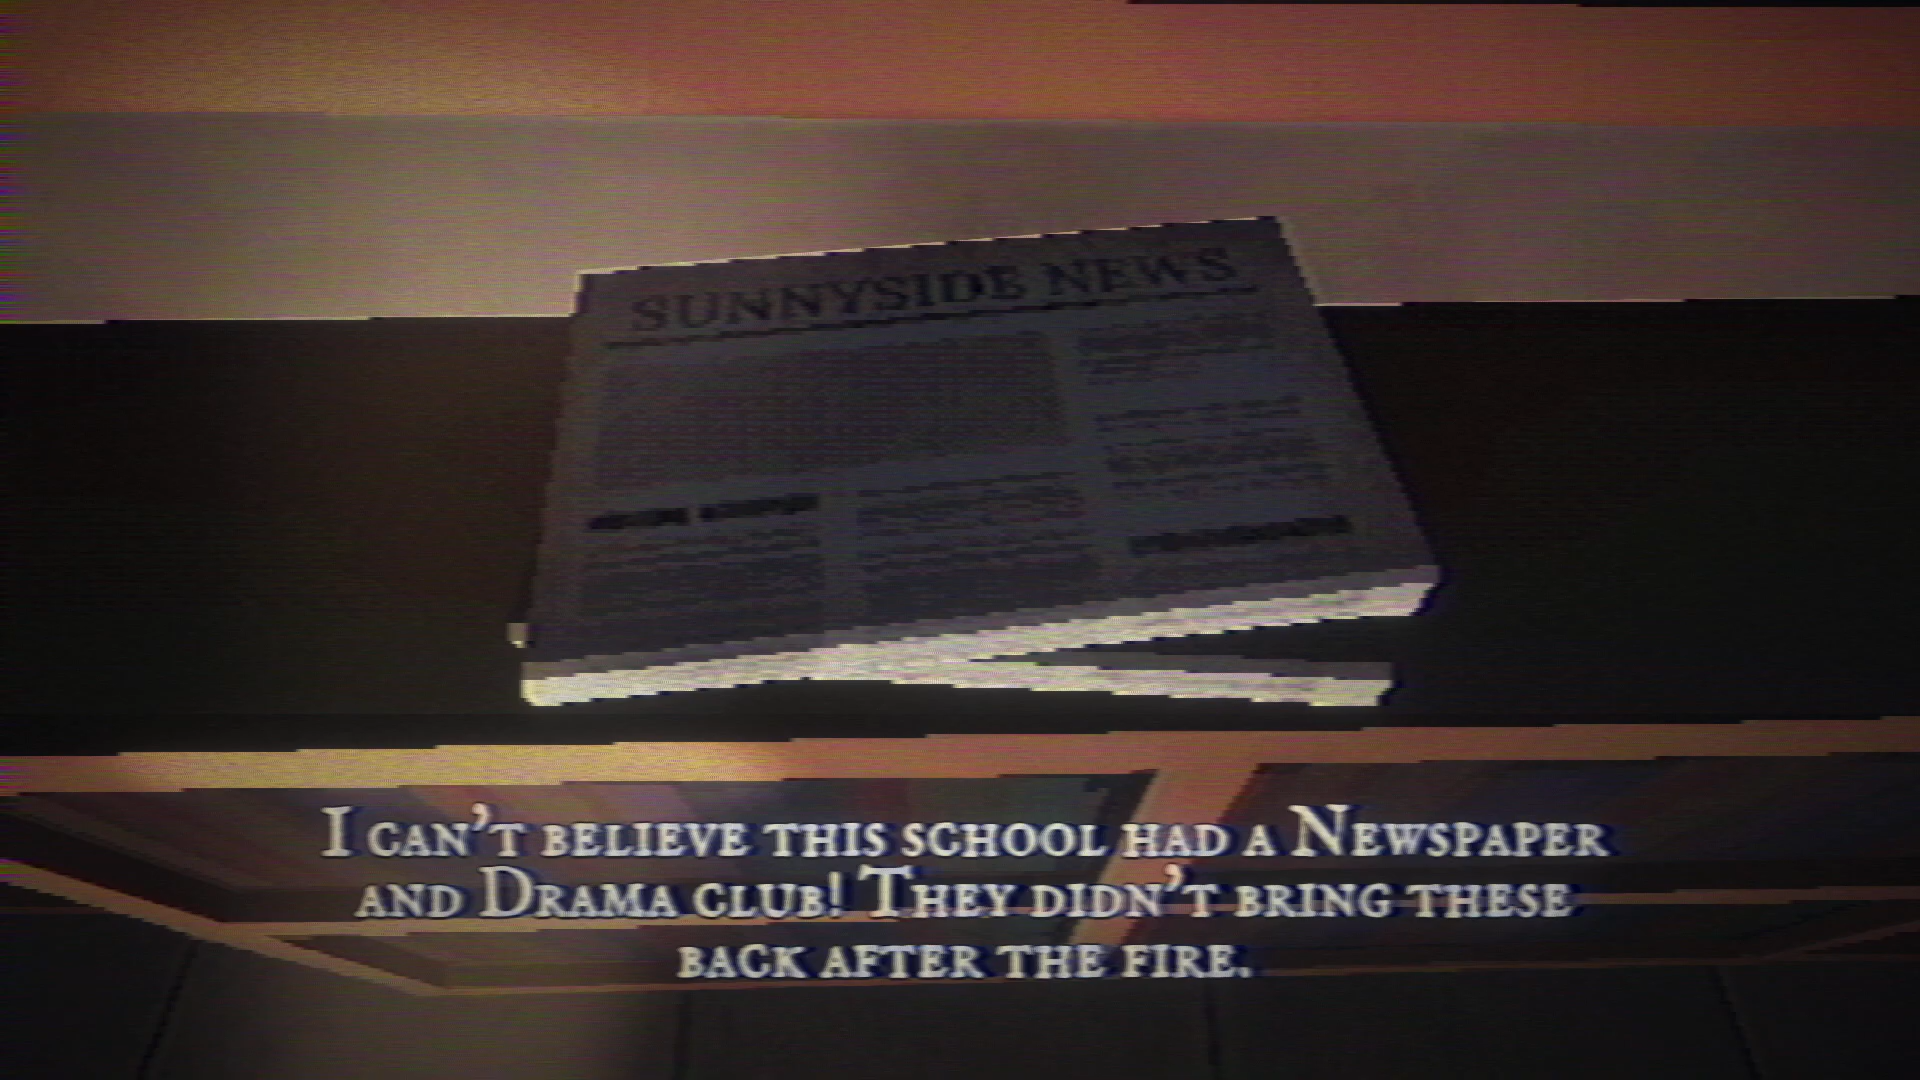 SUNNYSIDE NEWS
I can't believe this school had a Newspaper
and Drama club! They didn't bring these
back after the fire.